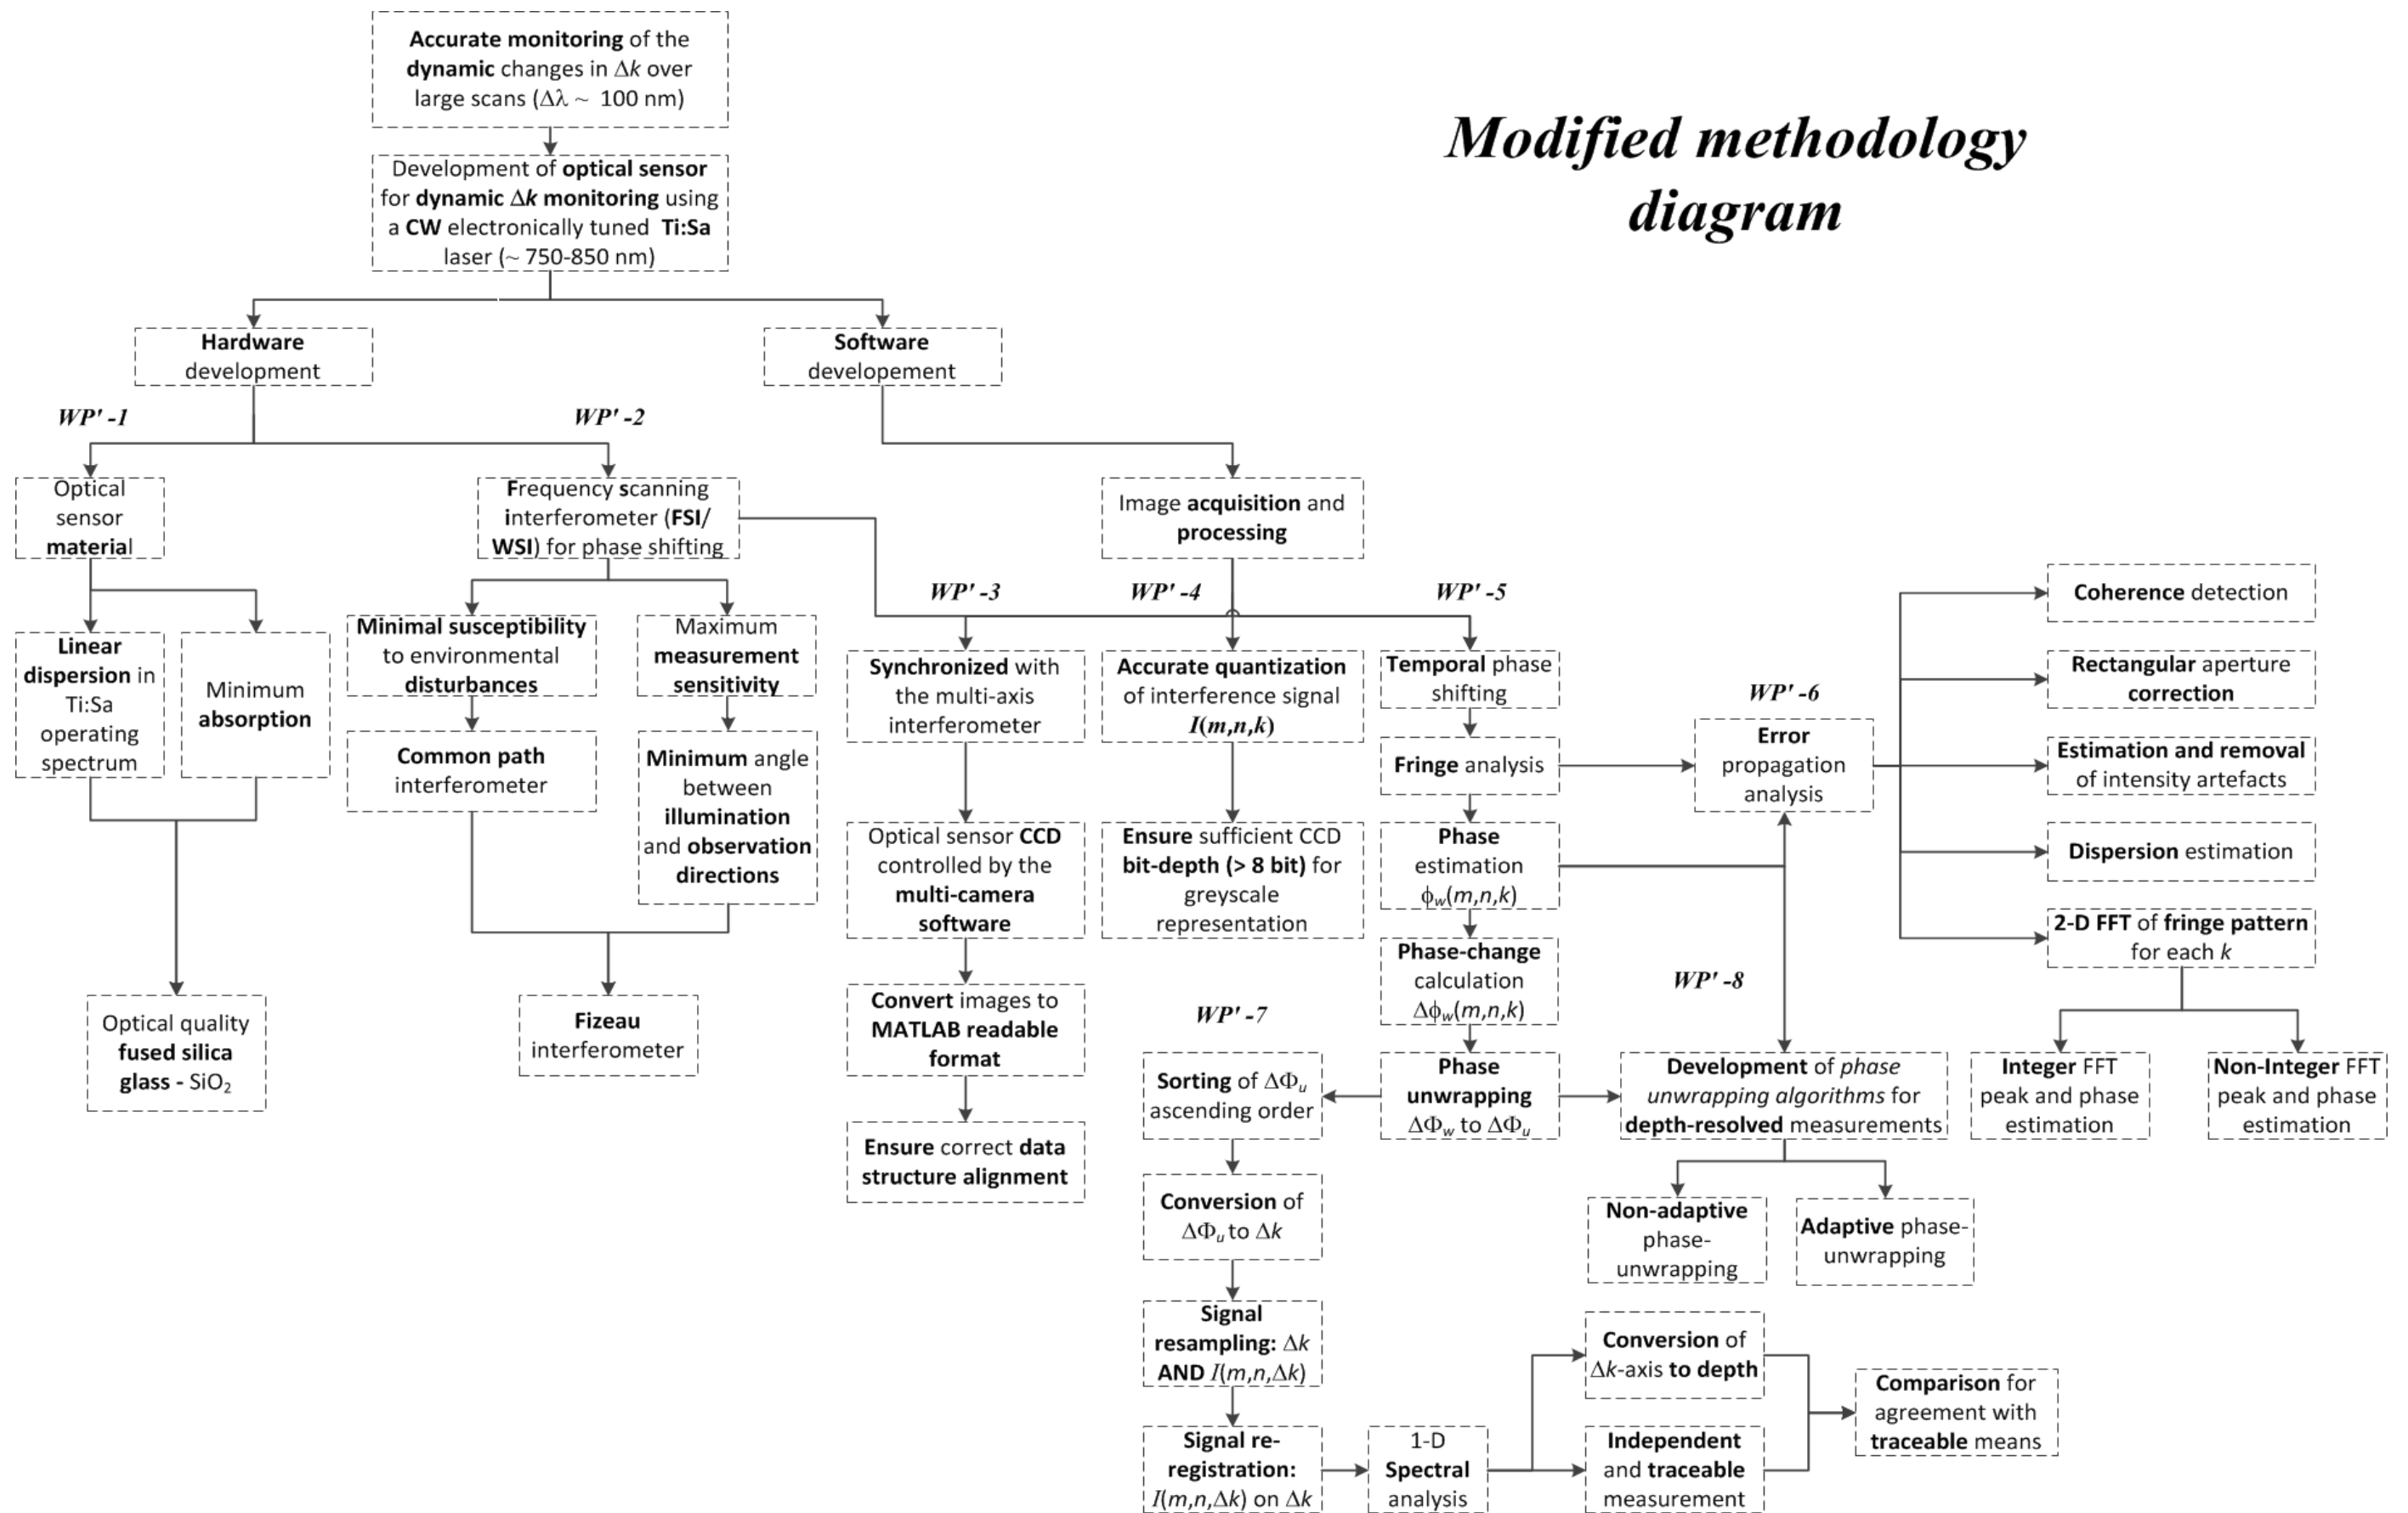 Accurate monitoring of the
dynamic changes in Δk over
large scans (Δλ ~ 100 nm)
Modified methodology
diagram
Development of optical sensor
for dynamic Δk monitoring using
a CW electronically tuned Ti:Sa
laser (~ 750-850 nm)
Hardware
development
Software
developement
WP' -1
WP' -2
Optical
sensor
material
Frequency scanning
interferometer (FSI/
WSI) for phase shifting
Image acquisition and
processing
WP' -3
WP' -4
WP' -5
Linear
dispersion in
Ti:Sa
operating
spectrum
Minimum
absorption
Minimal susceptibility
to environmental
disturbances
Maximum
measurement
sensitivity
Common path
interferometer
Minimum angle
between
illumination
and observation
directions
Optical quality
fused silica
glass - SiO₂
Fizeau
interferometer
Synchronized with
the multi-axis
interferometer
Optical sensor CCD
controlled by the
multi-camera
software
Convert images to
MATLAB readable
format
Ensure correct data
structure alignment
Accurate quantization
of interference signal
I(m,n,k)
Ensure sufficient CCD
bit-depth (> 8 bit) for
greyscale
representation
Temporal phase
shifting
Fringe analysis
Phase
estimation
ϕw(m,n,k)
Phase-change
calculation
Δϕw(m,n,k)
Phase
unwrapping
ΔΦw to ΔΦu
WP' -6
Error
propagation
analysis
Coherence detection
Rectangular aperture
correction
Estimation and removal
of intensity artefacts
Dispersion estimation
2-D FFT of fringe pattern
for each k
Integer FFT
peak and phase
estimation
Non-Integer FFT
peak and phase
estimation
WP' -8
Development of phase
unwrapping algorithms for
depth-resolved measurements
Non-adaptive
phase-
unwrapping
Adaptive phase-
unwrapping
WP' -7
Sorting of ΔΦu
ascending order
Conversion of
ΔΦu to Δk
Signal
resampling: Δk
AND I(m,n,Δk)
Signal re-
registration:
I(m,n,Δk) on Δk
1-D
Spectral
analysis
Conversion of
Δk-axis to depth
Independent
and traceable
measurement
Comparison for
agreement with
traceable means